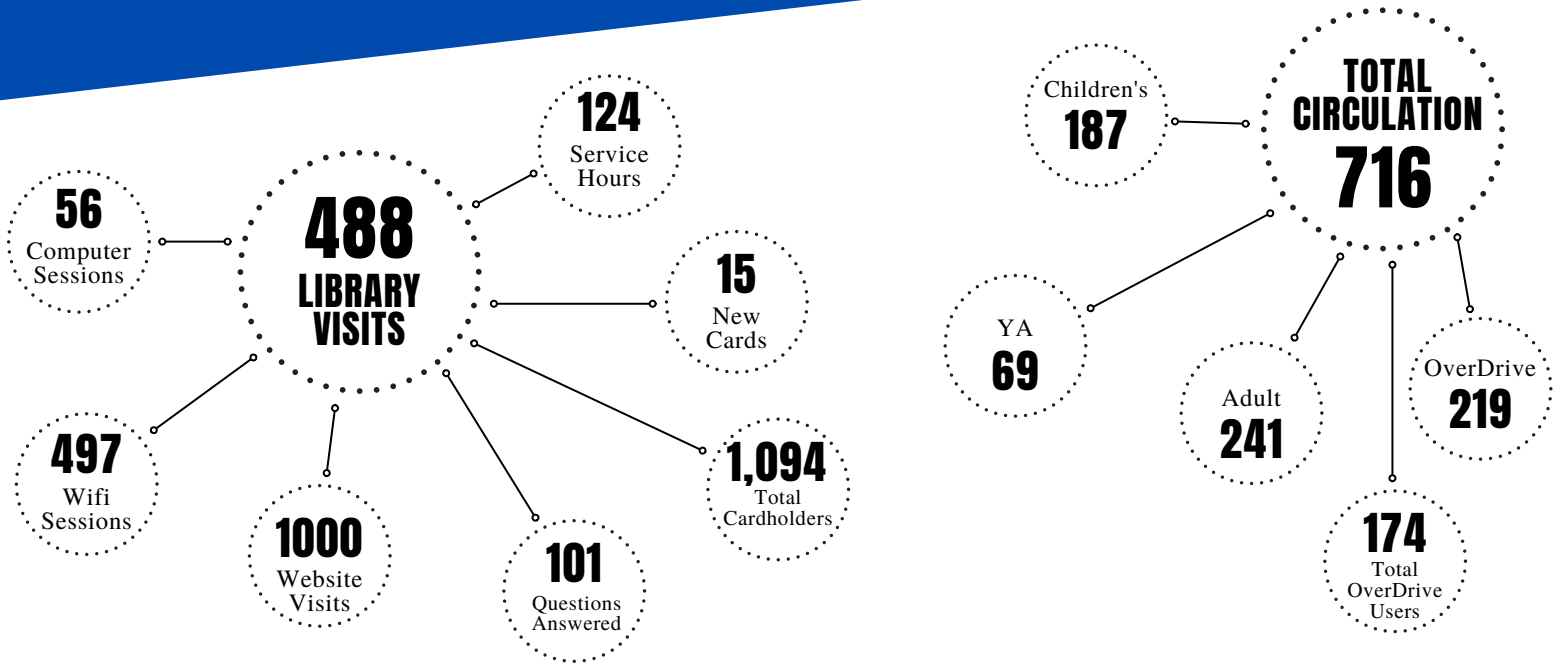 488
LIBRARY
VISITS
124
Service
Hours
56
Computer
Sessions
15
New
Cards
497
Wifi
Sessions
1000
Website
Visits
101
Questions
Answered
1,094
Total
Cardholders
TOTAL
CIRCULATION
716
Children's
187
YA
69
Adult
241
OverDrive
219
174
Total
OverDrive
Users